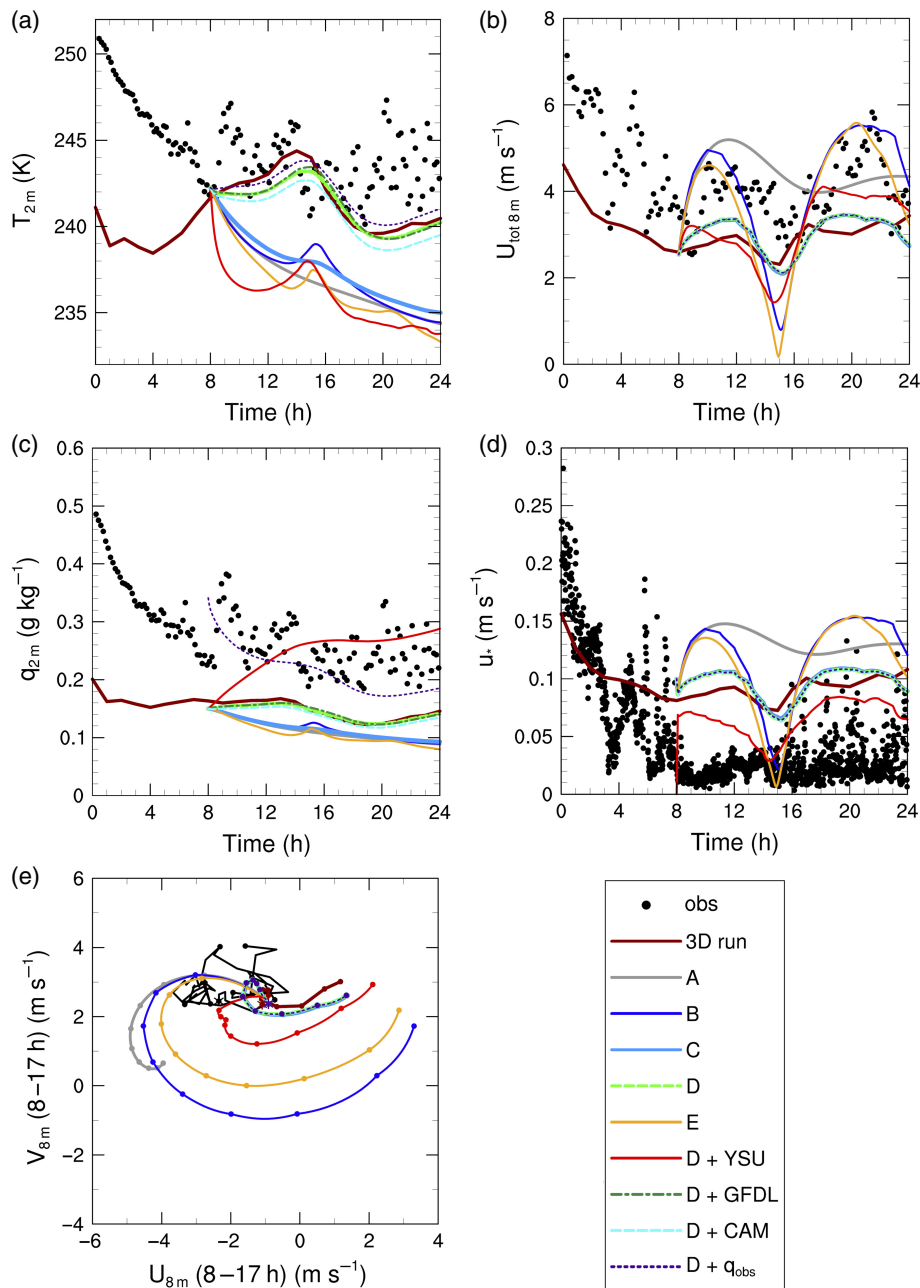 (a)
250
245
240
235
T2 m (K)
0 4 8 12 16 20 24
Time (h)
(b)
8
6
4
2
0
Utot 8 m (m s−1)
0 4 8 12 16 20 24
Time (h)
(c)
0.6
0.5
0.4
0.3
0.2
0.1
0
q2 m (g kg−1)
0 4 8 12 16 20 24
Time (h)
(d)
0.3
0.25
0.2
0.15
0.1
0.05
0
u* (m s−1)
0 4 8 12 16 20 24
Time (h)
(e)
6
4
2
0
−2
−4
V8 m (8–17 h) (m s−1)
−6 −4 −2 0 2 4
U8 m (8–17 h) (m s−1)
obs
3D run
A
B
C
D
E
D + YSU
D + GFDL
D + CAM
D + qobs